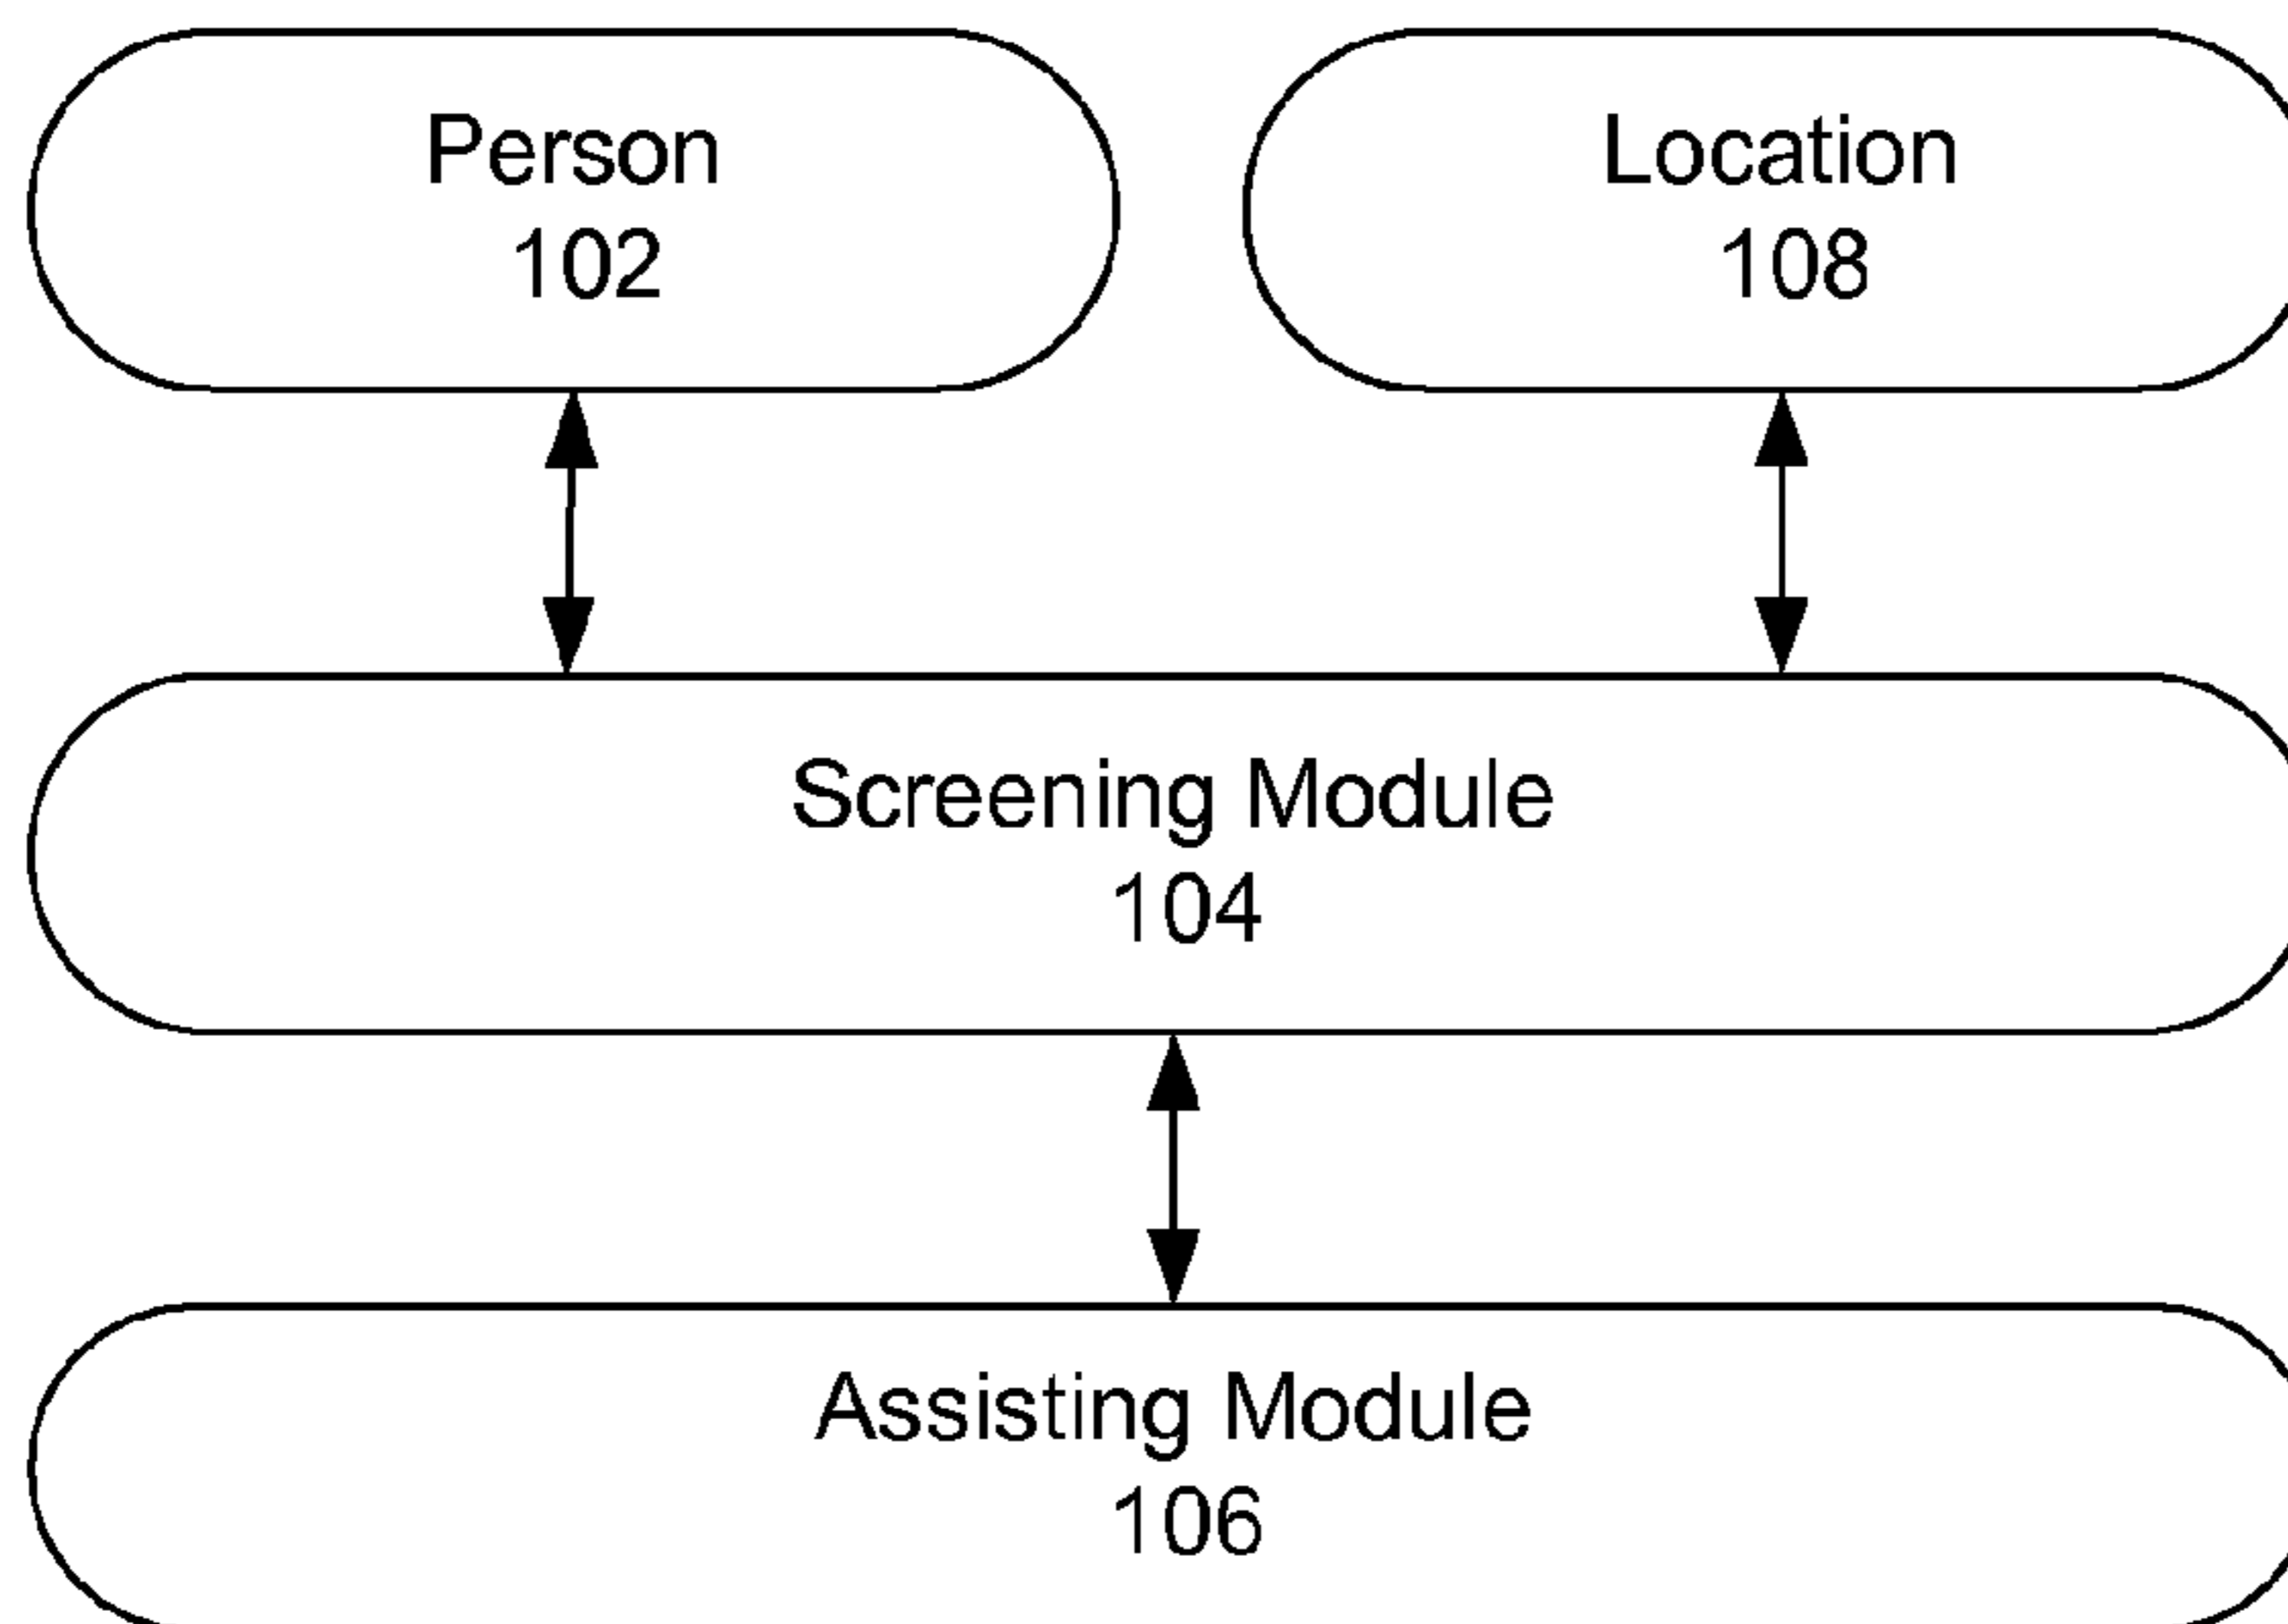 Person
102
Location
108
Screening Module
104
Assisting Module
106